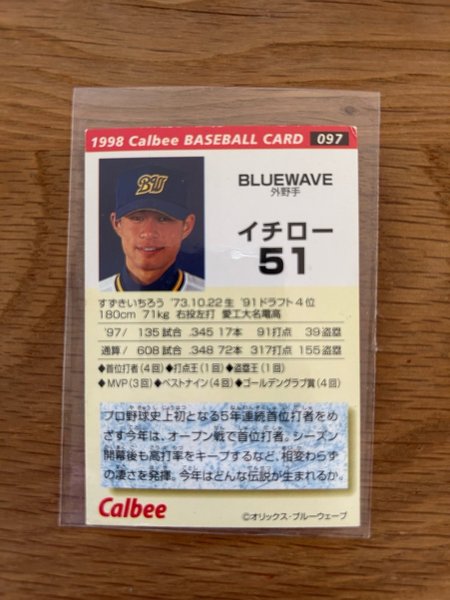 1998 Calbee BASEBALL CARD 097
BW
BLUEWAVE
外野手
イチロー
51
すずきいちろう '73.10.22生 '91ドラフト4位
180cm 71kg 右投左打 愛工大名電高
'97/ 135試合 .345 17本 91打点 39盗塁
通算/ 608試合 .348 72本 317打点 155盗塁
◆首位打者(4回)◆打点王(1回)◆盗塁王(1回)
◆MVP(3回)◆ベストナイン(4回)◆ゴールデングラブ賞(4回)
プロ野球史上初となる5年連続首位打者をめ
ざす今年は、オープン戦で首位打者。シーズン
開幕後も高打率をキープするなど、相変わらず
の凄さを発揮。今年はどんな伝説が生まれるか。
Calbee
©オリックス・ブルーウェーブ